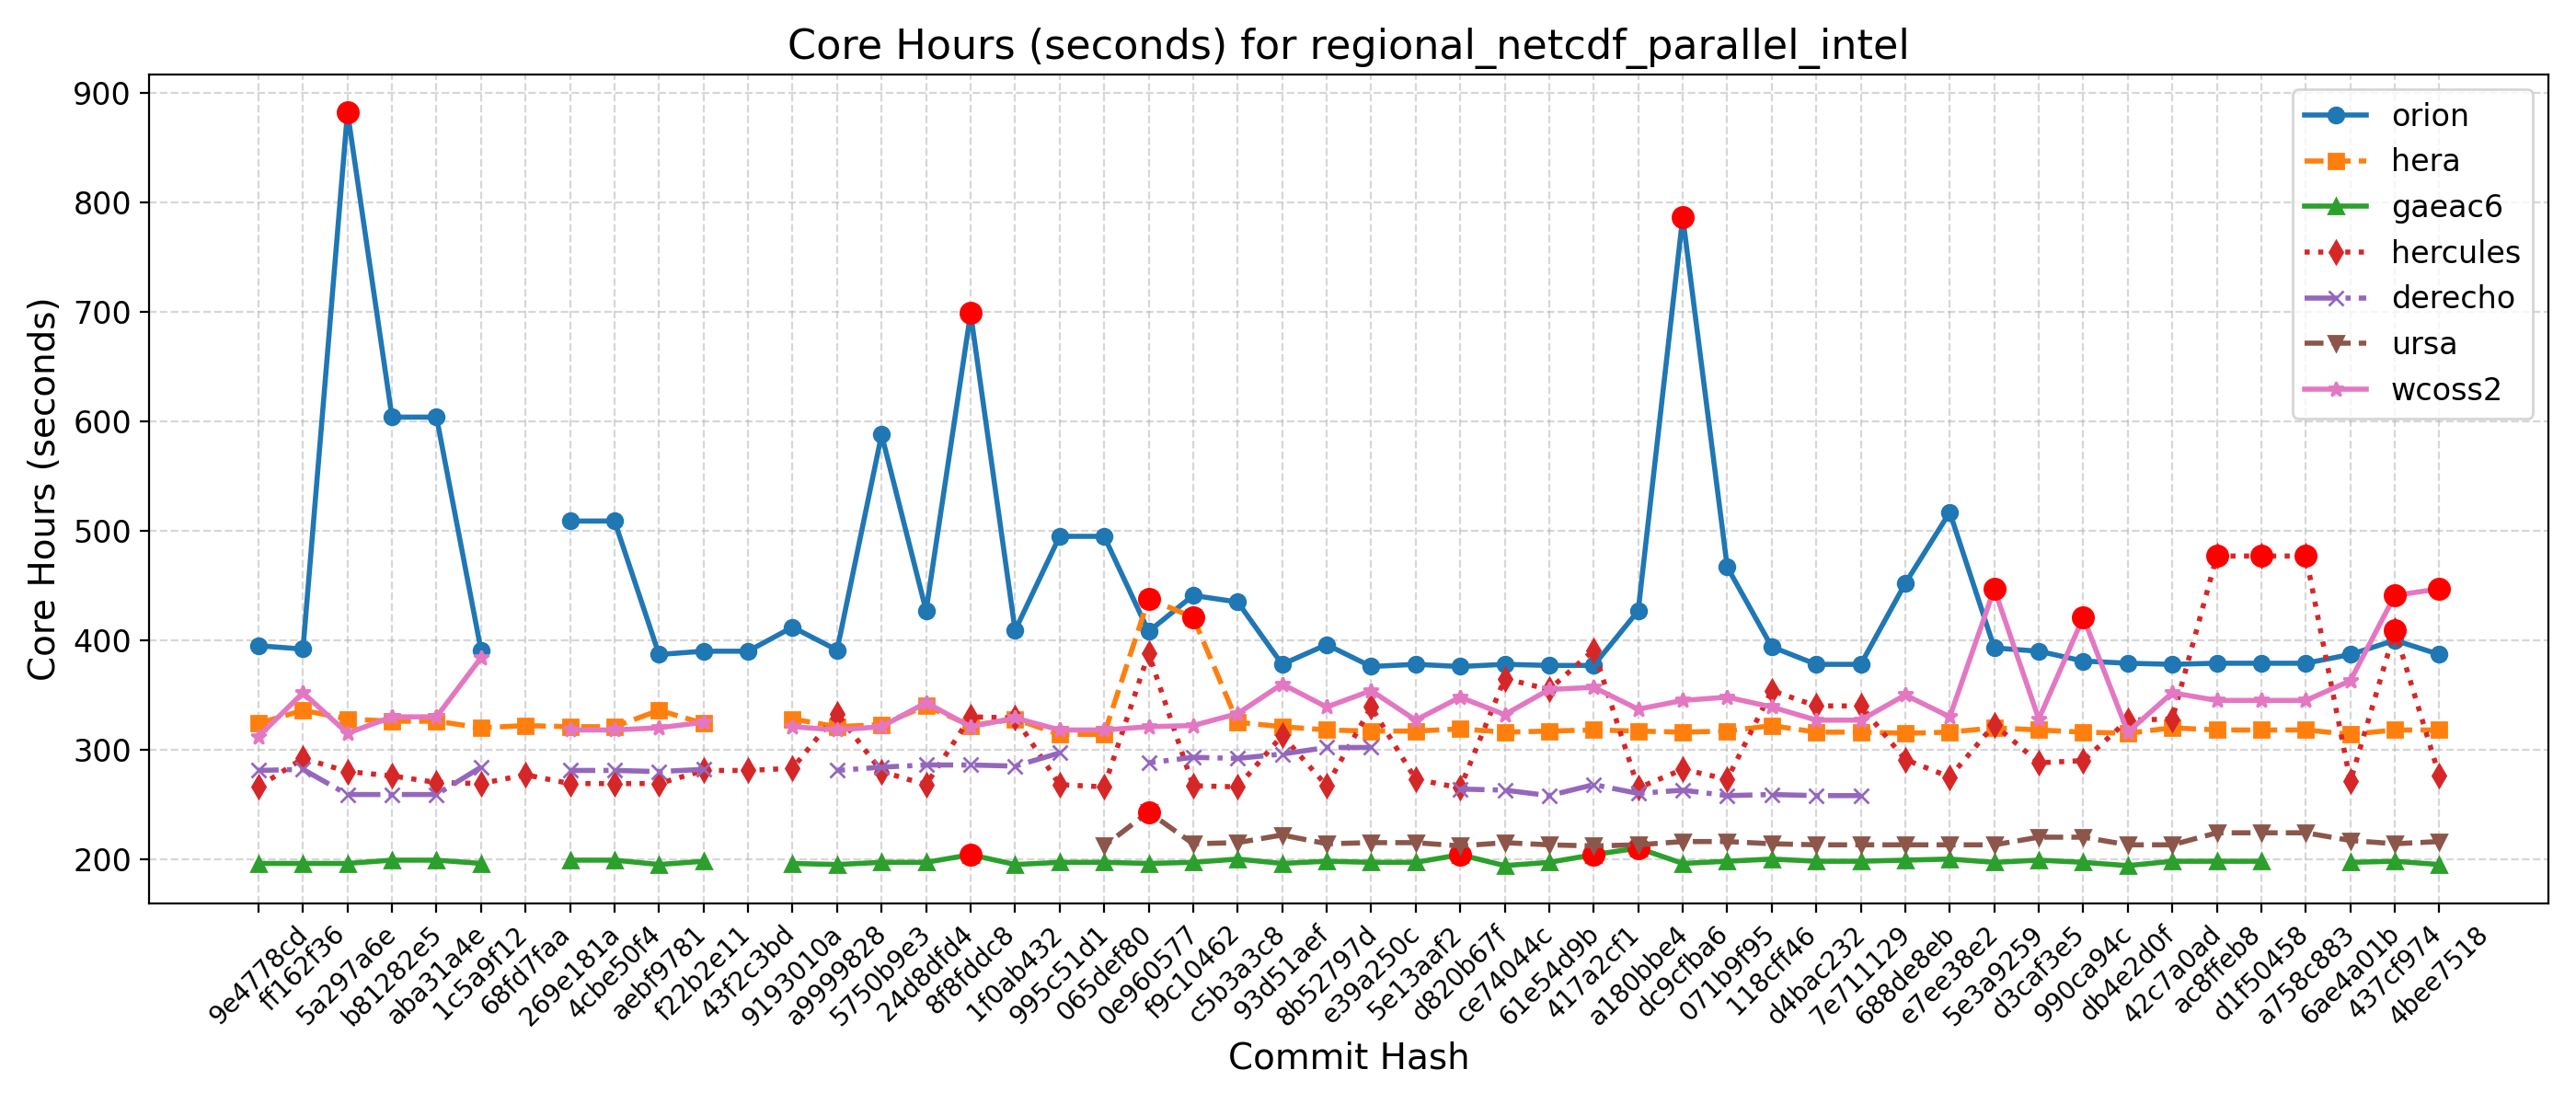 Core Hours (seconds) for regional_netcdf_parallel_intel
Core Hours (seconds)
900
800
700
600
500
400
300
200
orion
hera
gaeac6
hercules
derecho
ursa
wcoss2
9e4778cd
ff162f36
5a297a6e
b81282e5
aba31a4e
1c5a9f12
68fd7faa
269e181a
4cbe50f4
aebf9781
f22b2e11
43f2c3bd
9193010a
a9999828
5750b9e3
24d8dfd4
8f8fddc8
1f0ab432
995c51d1
065def80
0e960577
f9c10462
c5b3a3c8
93d51aef
8b52797d
e39a250c
5e13aaf2
d820b67f
ce74044c
61e54d9b
417a2cf1
a180bbe4
dc9cfba6
071b9f95
118cff46
d4bac232
7e711129
688de8eb
e7ee38e2
5e3a9259
d3caf3e5
990ca94c
db4e2d0f
42c7a0ad
ac8ffeb8
d1f50458
a758c883
6ae4a01b
437cf974
4bee7518
Commit Hash